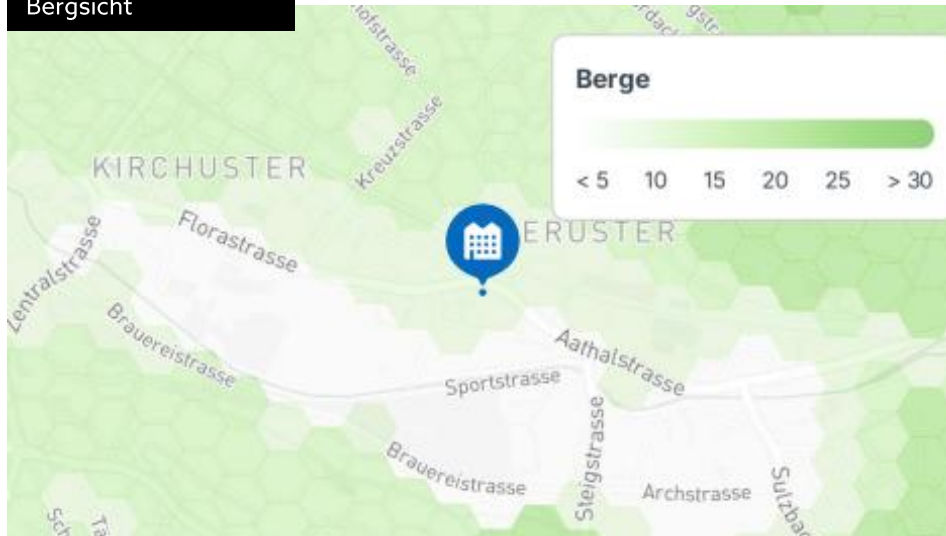 Bergsicht
Berge
< 5 10 15 20 25 > 30
KIRCHUSTER
Kreuzstrasse
Florastrasse
ERUSTER
Zentralstrasse
Brauereistrasse
Aathalstrasse
Sportstrasse
Steigstrasse
Brauereistrasse
Archstrasse
Sulzba